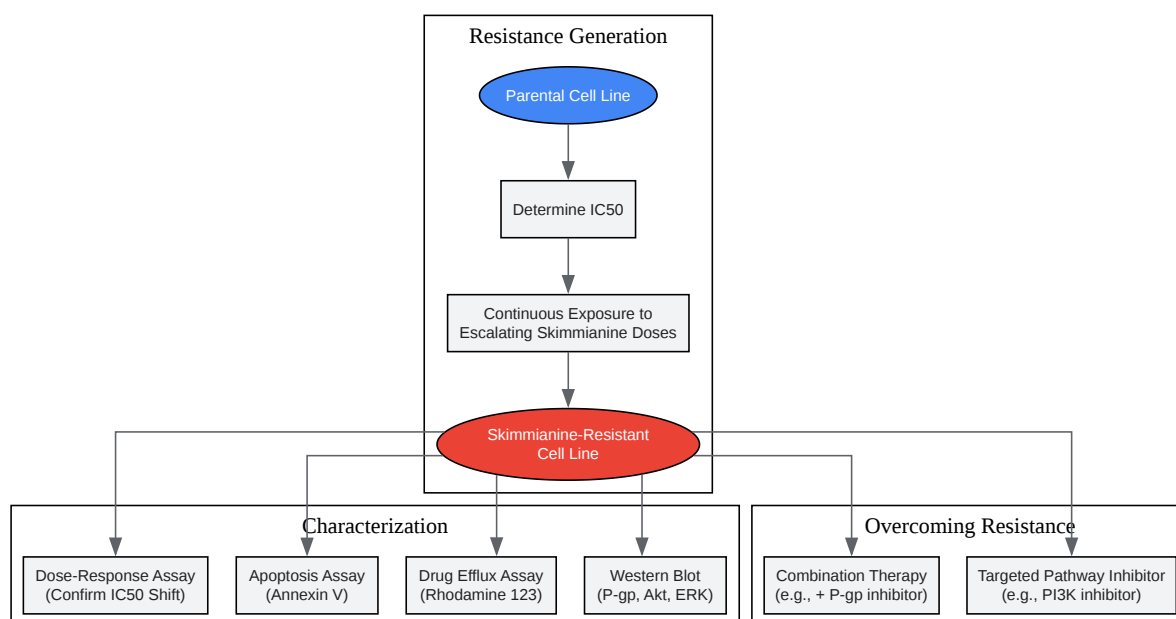 Resistance Generation
Parental Cell Line
Determine IC50
Continuous Exposure to
Escalating Skimmianine Doses
Skimmianine-Resistant
Cell Line
Characterization
Dose-Response Assay
(Confirm IC50 Shift)
Apoptosis Assay
(Annexin V)
Drug Efflux Assay
(Rhodamine 123)
Western Blot
(P-gp, Akt, ERK)
Overcoming Resistance
Combination Therapy
(e.g., + P-gp inhibitor)
Targeted Pathway Inhibitor
(e.g., PI3K inhibitor)